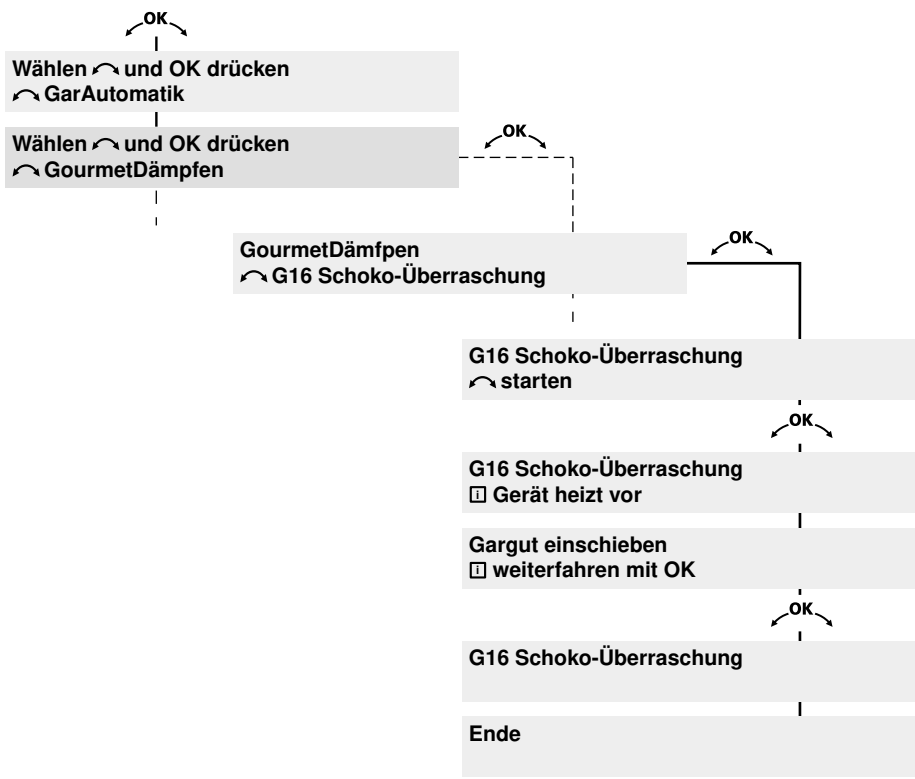 OK
Wählen und OK drücken
GarAutomatik
Wählen und OK drücken
GourmetDämpfen
OK
GourmetDämfpen
G16 Schoko-Überraschung
OK
G16 Schoko-Überraschung
starten
OK
G16 Schoko-Überraschung
i Gerät heizt vor
Gargut einschieben
i weiterfahren mit OK
OK
G16 Schoko-Überraschung
Ende